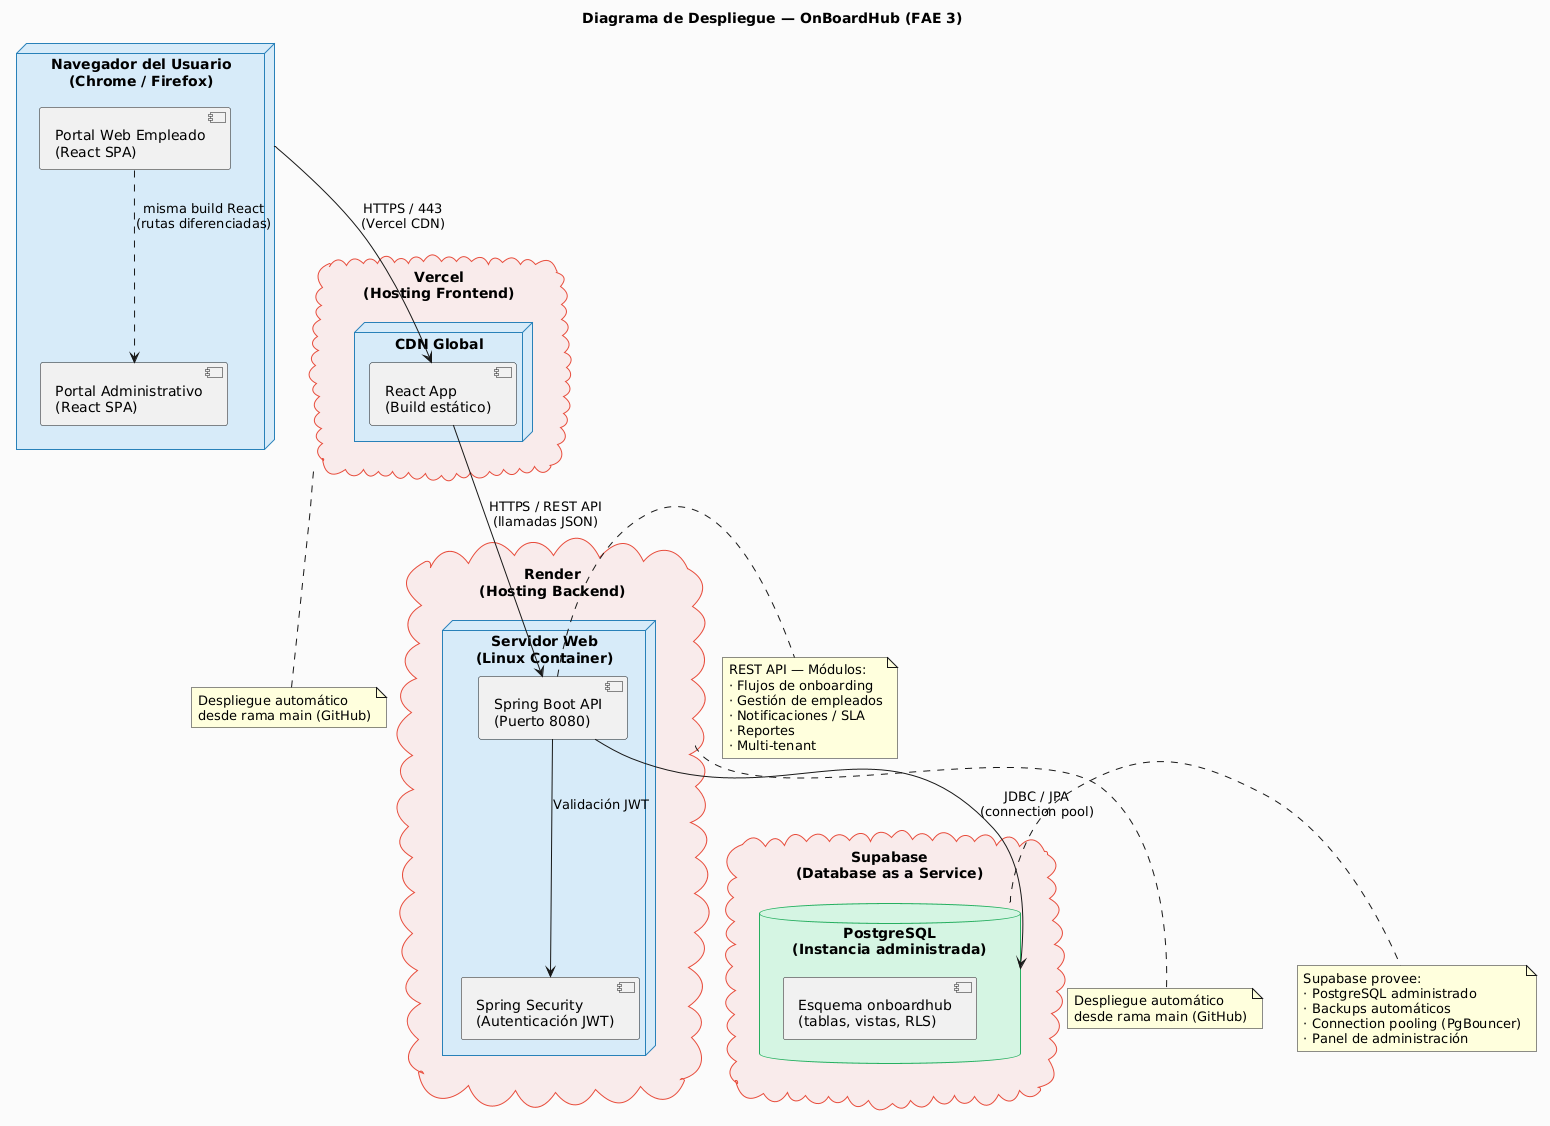 Diagrama de Despliegue — OnBoardHub (FAE 3)
Navegador del Usuario
(Chrome / Firefox)
Portal Web Empleado
(React SPA)
misma build React
(rutas diferenciadas)
Portal Administrativo
(React SPA)
HTTPS / 443
(Vercel CDN)
Vercel
(Hosting Frontend)
CDN Global
React App
(Build estático)
HTTPS / REST API
(llamadas JSON)
Render
(Hosting Backend)
Servidor Web
(Linux Container)
Spring Boot API
(Puerto 8080)
Despliegue automático
desde rama main (GitHub)
REST API — Módulos:
· Flujos de onboarding
· Gestión de empleados
· Notificaciones / SLA
· Reportes
· Multi-tenant
Validación JWT
JDBC / JPA
(connection pool)
Supabase
(Database as a Service)
PostgreSQL
(Instancia administrada)
Spring Security
(Autenticación JWT)
Esquema onboardhub
(tablas, vistas, RLS)
Despliegue automático
desde rama main (GitHub)
Supabase provee:
· PostgreSQL administrado
· Backups automáticos
· Connection pooling (PgBouncer)
· Panel de administración